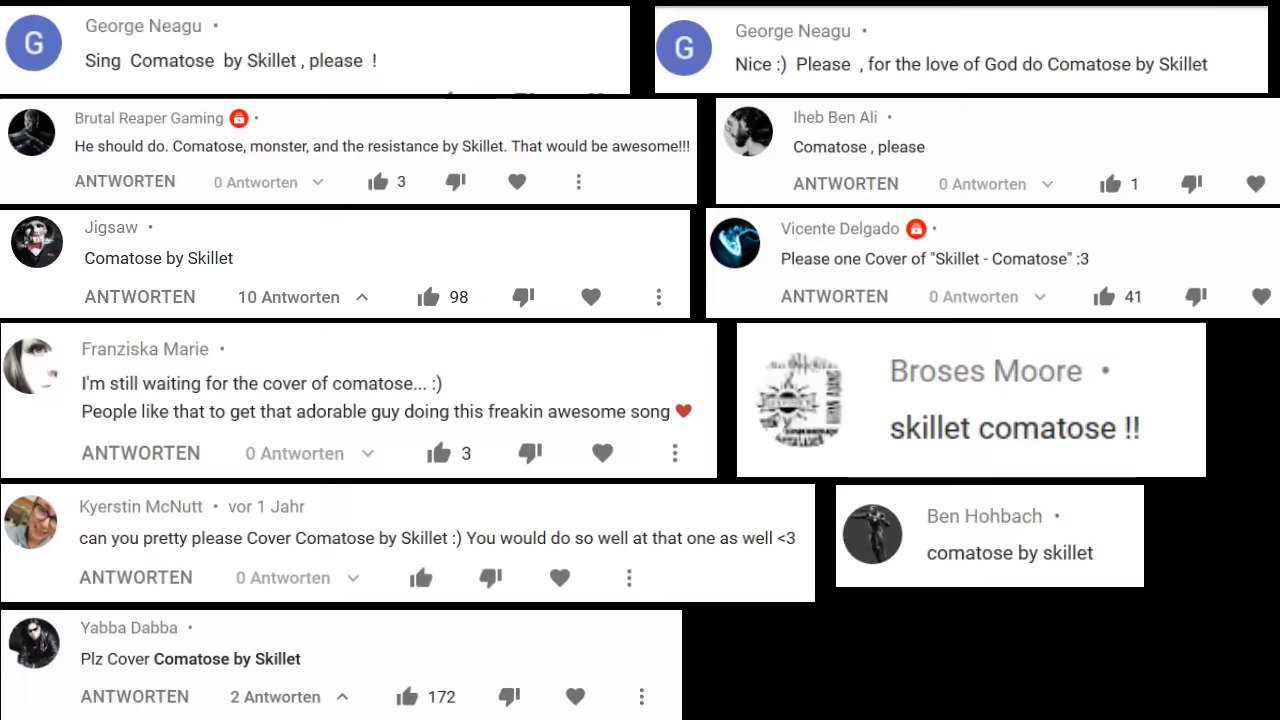 George Neagu •
Sing Comatose by Skillet , please !
G
George Neagu •
Nice :) Please , for the love of God do Comatose by Skillet
G
Brutal Reaper Gaming •
He should do. Comatose, monster, and the resistance by Skillet. That would be awesome!!!
ANTWORTEN 0 Antworten 3
Iheb Ben Ali •
Comatose , please
ANTWORTEN 0 Antworten 1
Jigsaw •
Comatose by Skillet
ANTWORTEN 10 Antworten 98
Vicente Delgado •
Please one Cover of "Skillet - Comatose" :3
ANTWORTEN 0 Antworten 41
Franziska Marie •
I'm still waiting for the cover of comatose... :)
People like that to get that adorable guy doing this freakin awesome song ♥
ANTWORTEN 0 Antworten 3
Broses Moore •
skillet comatose !!
Kyerstin McNutt • vor 1 Jahr
can you pretty please Cover Comatose by Skillet :) You would do so well at that one as well <3
ANTWORTEN 0 Antworten
Ben Hohbach •
comatose by skillet
Yabba Dabba •
Plz Cover Comatose by Skillet
ANTWORTEN 2 Antworten 172